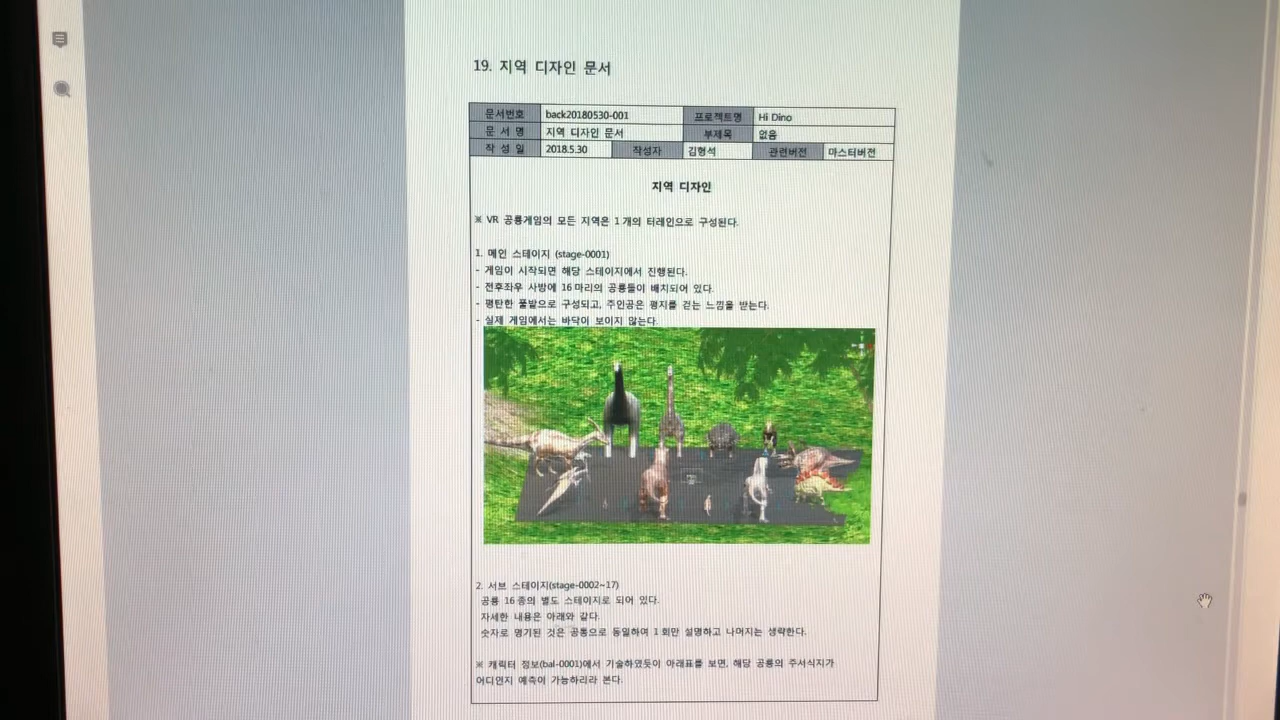 19. 지역 디자인 문서
문서번호 back20180530-001 프로젝트명 Hi Dino
문 서 명 지역 디자인 문서 부제목 없음
작 성 일 2018.5.30 작성자 김형석 관련버전 마스터버전
지역 디자인
※ VR 공룡게임의 모든 지역은 1개의 터레인으로 구성된다.
1. 메인 스테이지 (stage-0001)
- 게임이 시작되면 해당 스테이지에서 진행된다.
- 전후좌우 사방에 16마리의 공룡들이 배치되어 있다.
- 평탄한 풀밭으로 구성되고, 주인공은 평지를 걷는 느낌을 받는다.
- 실제 게임에서는 바닥이 보이지 않는다.
2. 서브 스테이지(stage-0002~17)
공룡 16종의 별도 스테이지로 되어 있다.
자세한 내용은 아래와 같다.
숫자로 명기된 것은 공통으로 동일하여 1회만 설명하고 나머지는 생략한다.
※ 캐릭터 정보(bal-0001)에서 기술하였듯이 아래표를 보면, 해당 공룡의 주서식지가
어디인지 예측이 가능하리라 본다.